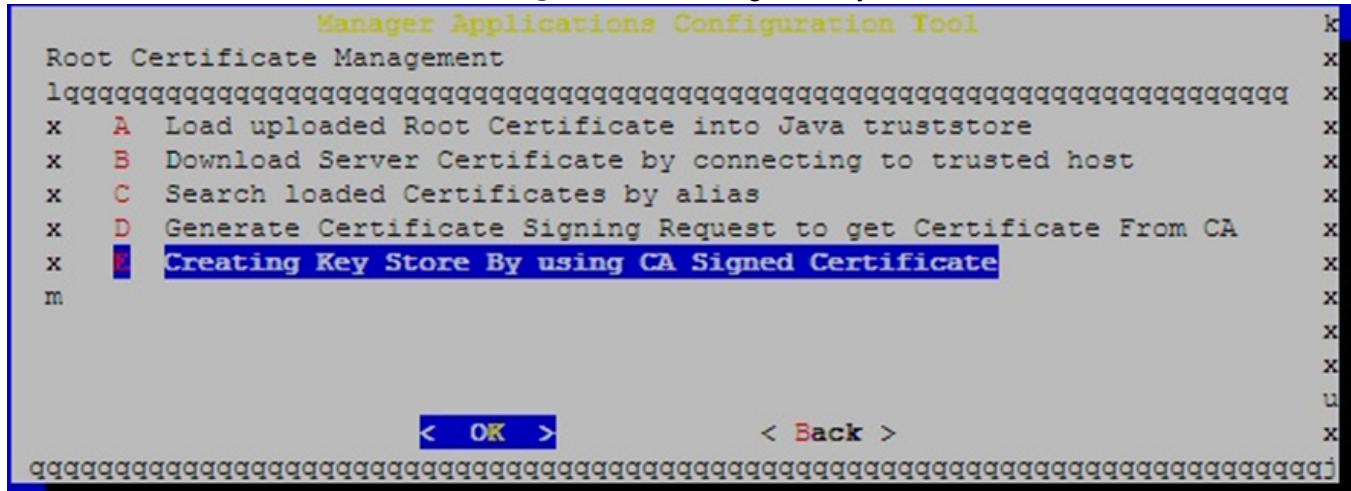 Manager Applications Configuration Tool k
Root Certificate Management x
lqqqqqqqqqqqqqqqqqqqqqqqqqqqqqqqqqqqqqqqqqqqqqqqqqqqqqqqqqqqqqqqqqqqqqq x
x A Load uploaded Root Certificate into Java truststore x
x B Download Server Certificate by connecting to trusted host x
x C Search loaded Certificates by alias x
x D Generate Certificate Signing Request to get Certificate From CA x
x E Creating Key Store By using CA Signed Certificate x
m x
x
x
u
< OK > < Back > x
qqqqqqqqqqqqqqqqqqqqqqqqqqqqqqqqqqqqqqqqqqqqqqqqqqqqqqqqqqqqqqqqqqqqqqqqqj